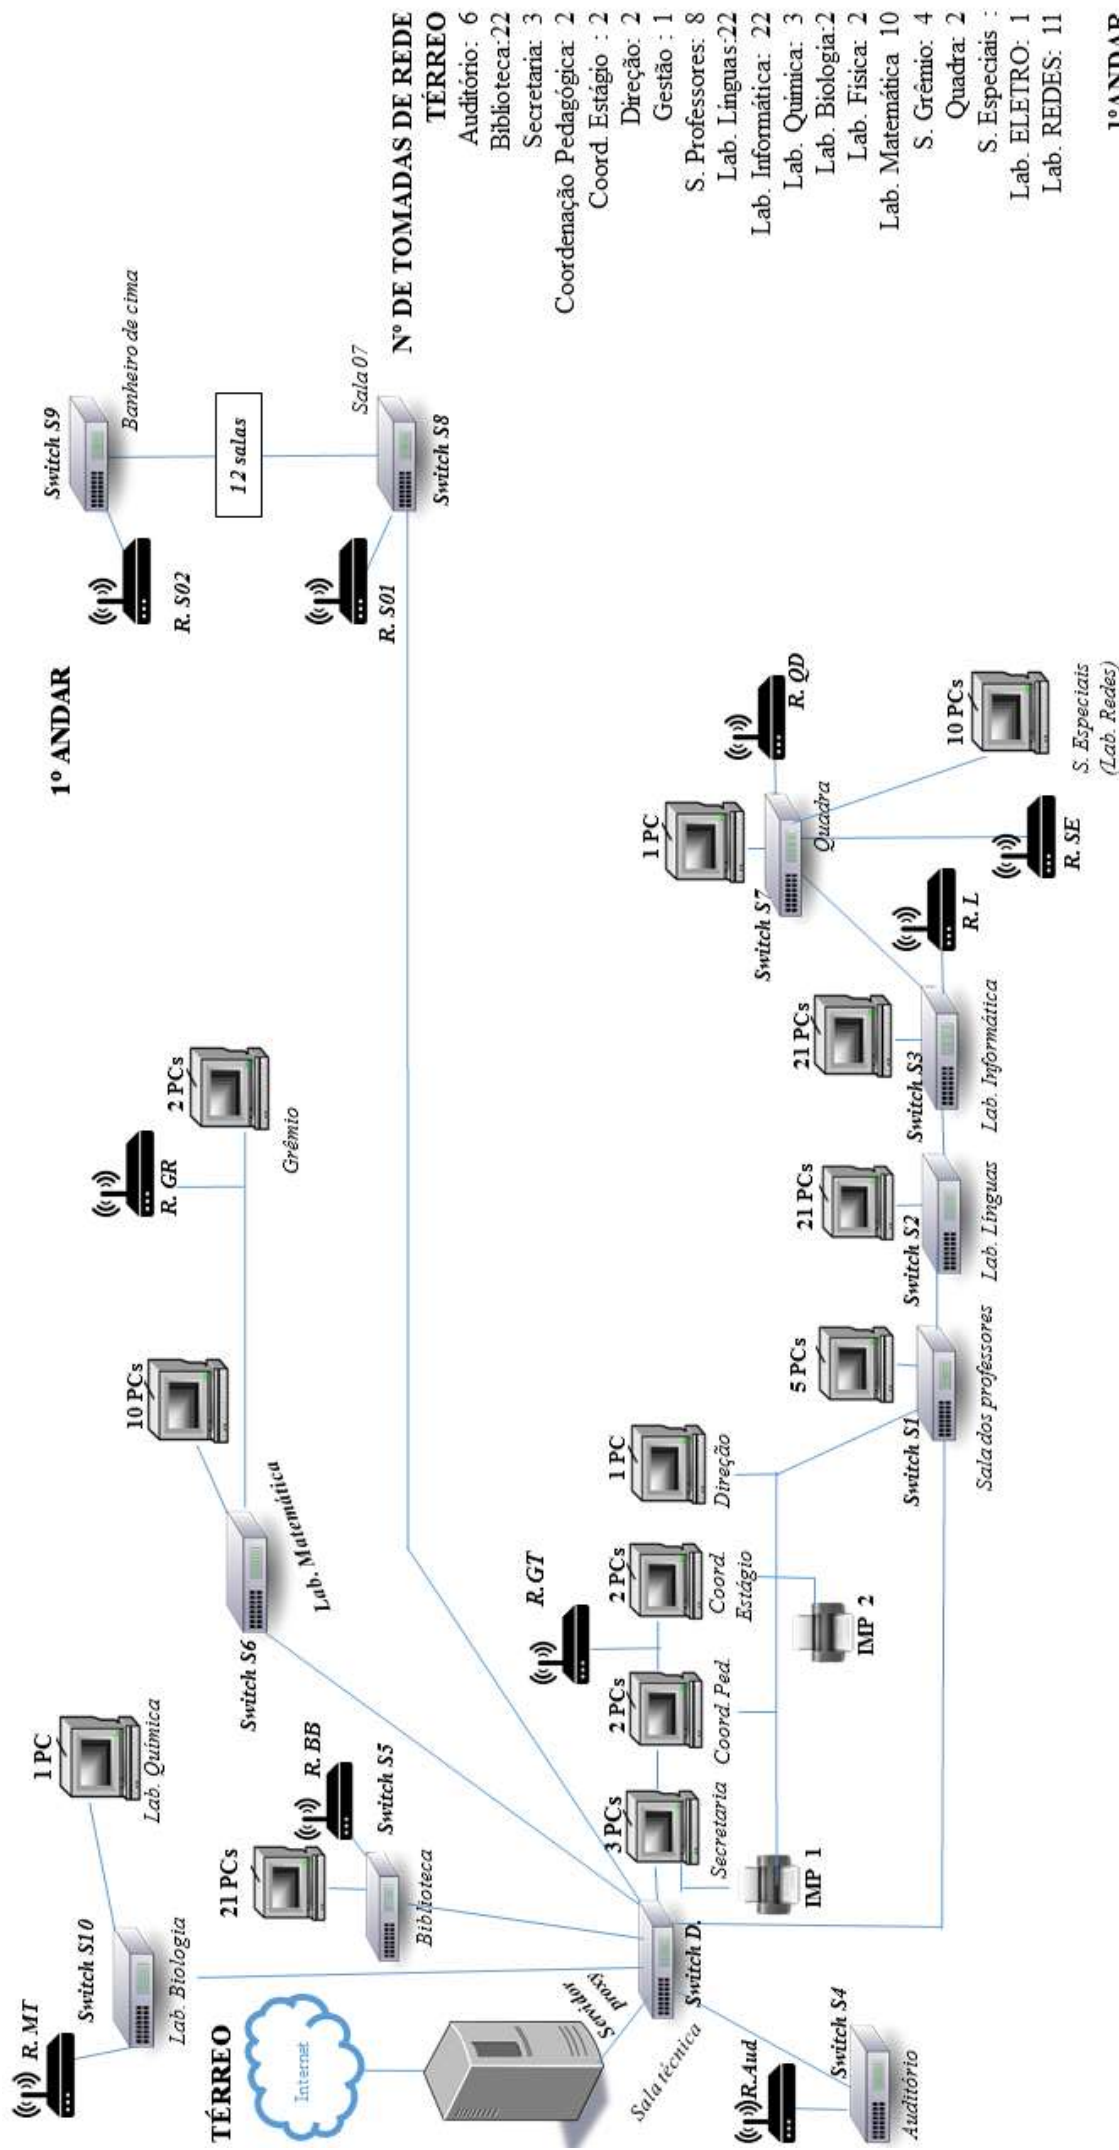 1º ANDAR
Switch S9
Banheiro de cima
R. S02
12 salas
Sala 07
R. S01
Switch S8
Nº DE TOMADAS DE REDE
TÉRREO
Auditório: 6
Biblioteca:22
Secretaria: 3
Coordenação Pedagógica: 2
Coord. Estágio : 2
Direção: 2
Gestão : 1
S. Professores: 8
Lab. Linguas:22
Lab. Informática: 22
Lab. Quimica: 3
Lab. Biologia:2
Lab. Fisica: 2
Lab. Matemática 10
S. Grêmio: 4
Quadra: 2
S. Especiais :
Lab. ELETRO: 1
Lab. REDES: 11
1ºANDAR
R. MT
Switch S10
Lab. Biologia
1 PC
Lab. Química
10 PCs
Switch S6
Lab. Matemática
R. GR
2 PCs
Grêmio
TÉRREO
Internet
21 PCs
R. BB
Switch S5
Biblioteca
Servidor
proxy
Sala técnica
Switch D.
R.Aud
Switch S4
Auditório
3 PCs
Secretaria
2 PCs
Coord. Ped.
R.GT
2 PCs
Coord.
Estágio
1 PC
Direção
IMP 1
IMP 2
5 PCs
Switch S1
Sala dos professores
21 PCs
Switch S2
Lab. Línguas
21 PCs
Switch S3
Lab. Informática
R. L
1 PC
Switch S7
Quadra
R. QD
R. SE
10 PCs
S. Especiais
(Lab. Redes)